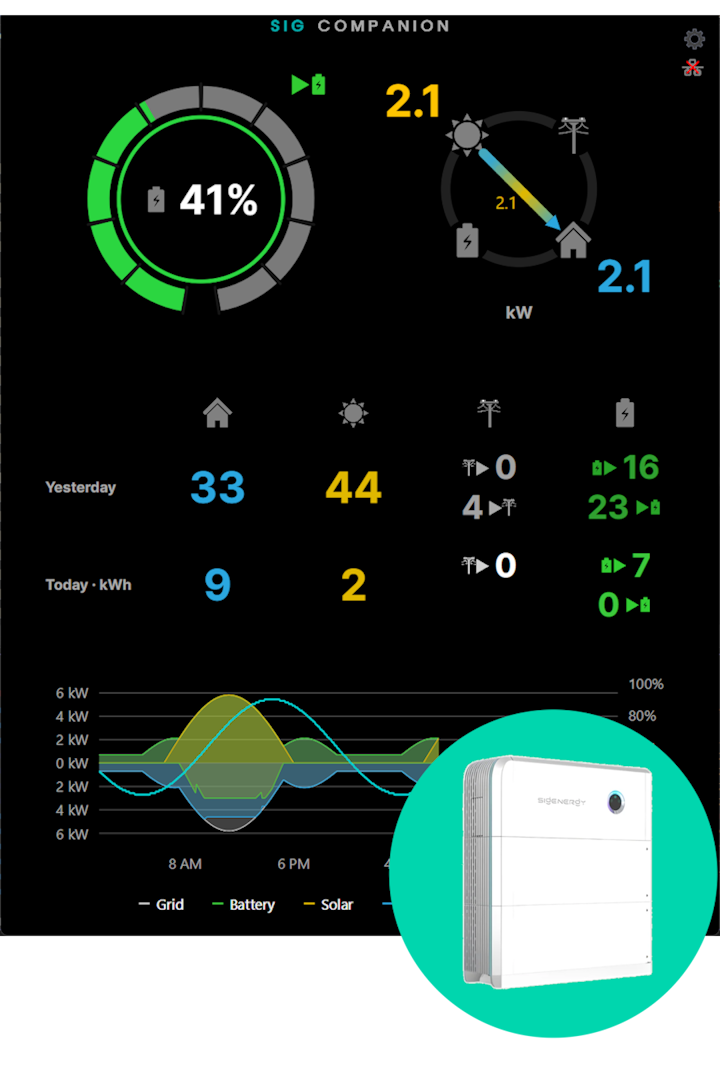 SIG COMPANION
2.1
41%
2.1
2.1
kW
Yesterday 33 44 0 16
4 23
Today · kWh 9 2 0 7
0
6 kW
4 kW
2 kW
0 kW
2 kW
4 kW
6 kW
100%
80%
8 AM 6 PM 4
Grid Battery Solar
SIGENERGY